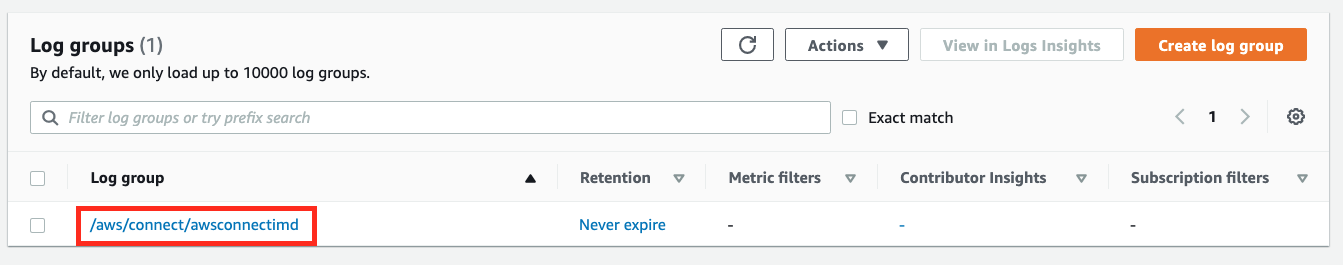 Log groups (1)
By default, we only load up to 10000 log groups.
Actions
View in Logs Insights
Create log group
Filter log groups or try prefix search
Exact match
1
Log group
Retention
Metric filters
Contributor Insights
Subscription filters
/aws/connect/awsconnectimd
Never expire
-
-
-